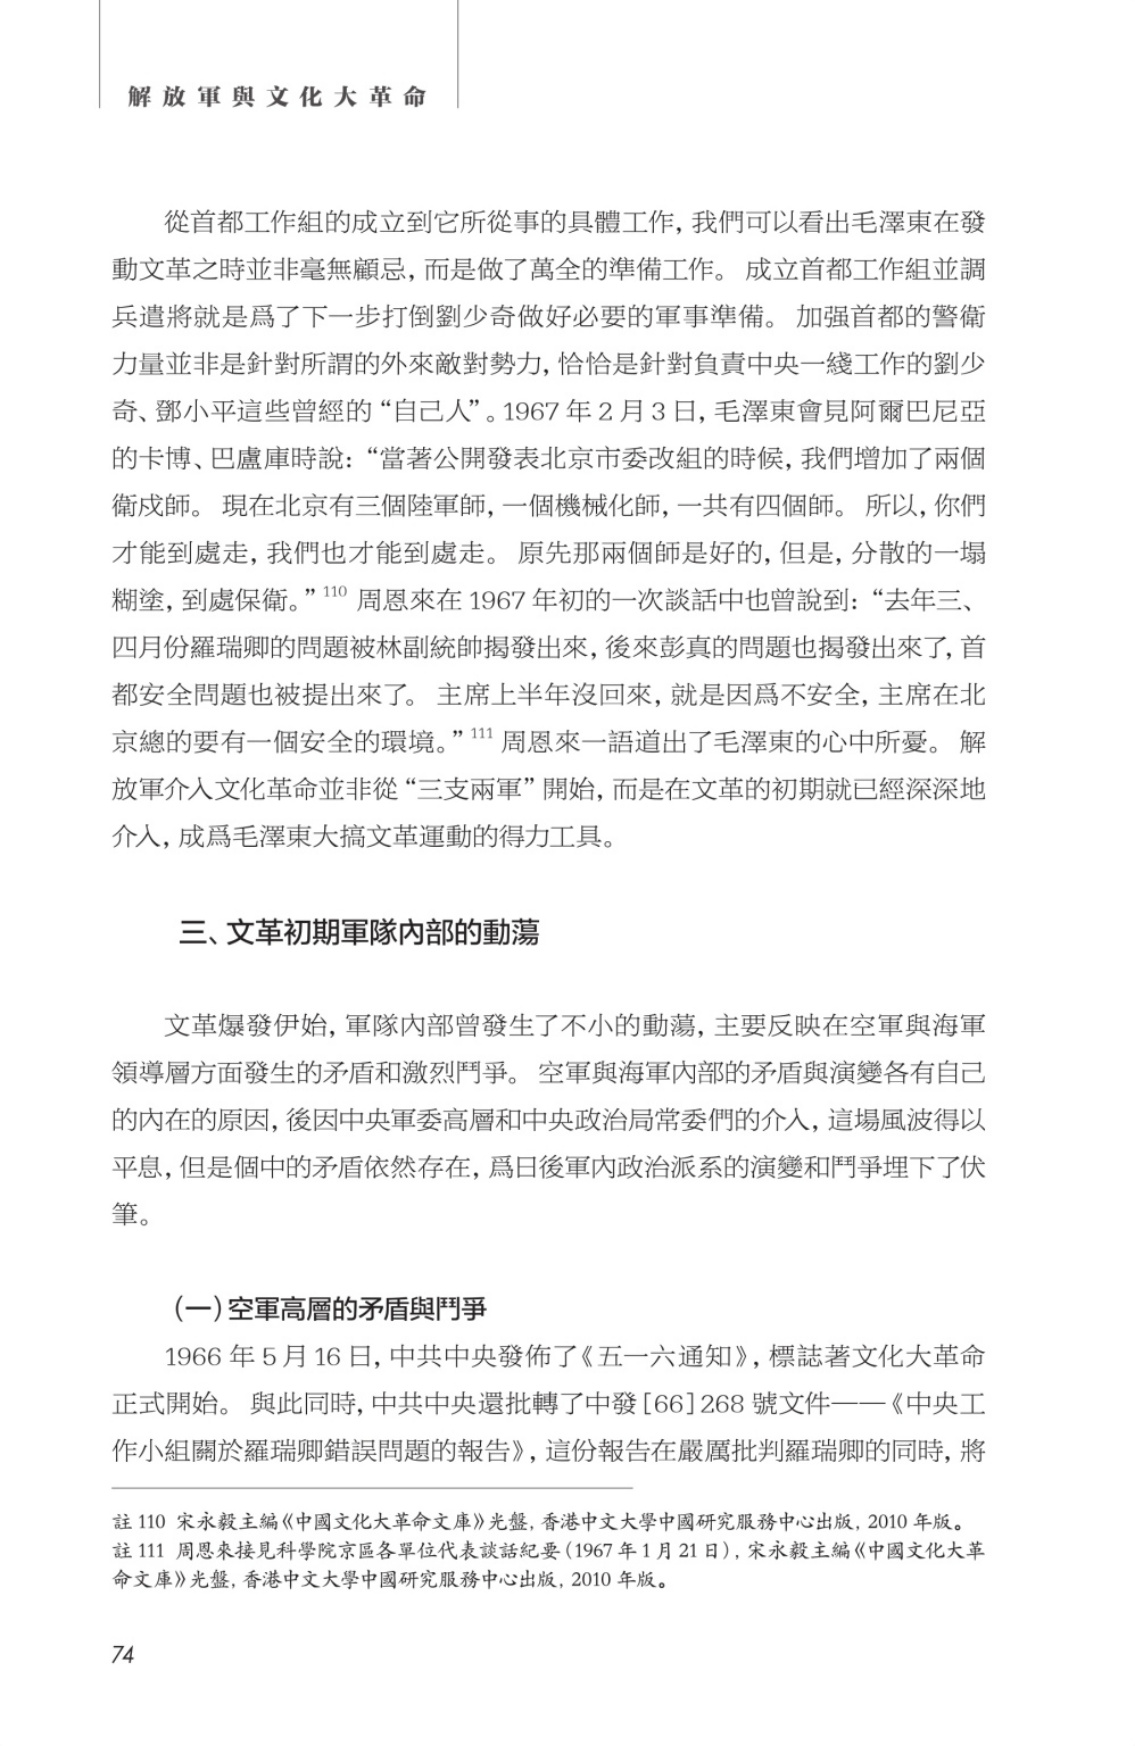 解放軍與文化大革命
從首都工作組的成立到它所從事的具體工作，我們可以看出毛澤東在發
動文革之時並非毫無顧忌，而是做了萬全的準備工作。成立首都工作組並調
兵遣將就是爲了下一步打倒劉少奇做好必要的軍事準備。加强首都的警衛
力量並非是針對所謂的外來敵對勢力，恰恰是針對負責中央一綫工作的劉少
奇、鄧小平這些曾經的“自己人”。1967 年 2 月 3 日，毛澤東會見阿爾巴尼亞
的卡博、巴盧庫時說：“當著公開發表北京市委改組的時候，我們增加了兩個
衛戍師。現在北京有三個陸軍師，一個機械化師，一共有四個師。所以，你們
才能到處走，我們也才能到處走。原先那兩個師是好的，但是，分散的一塌
糊塗，到處保衛。”110 周恩來在 1967 年初的一次談話中也曾說到：“去年三、
四月份羅瑞卿的問題被林副統帥揭發出來，後來彭真的問題也揭發出來了，首
都安全問題也被提出來了。主席上半年沒回來，就是因爲不安全，主席在北
京總的要有一個安全的環境。”111 周恩來一語道出了毛澤東的心中所憂。解
放軍介入文化革命並非從“三支兩軍”開始，而是在文革的初期就已經深深地
介入，成爲毛澤東大搞文革運動的得力工具。
三、文革初期軍隊內部的動蕩
文革爆發伊始，軍隊內部曾發生了不小的動蕩，主要反映在空軍與海軍
領導層方面發生的矛盾和激烈鬥爭。空軍與海軍內部的矛盾與演變各有自己
的內在的原因，後因中央軍委高層和中央政治局常委們的介入，這場風波得以
平息，但是個中的矛盾依然存在，爲日後軍內政治派系的演變和鬥爭埋下了伏
筆。
（一）空軍高層的矛盾與鬥爭
1966 年 5 月 16 日，中共中央發佈了《五一六通知》，標誌著文化大革命
正式開始。與此同時，中共中央還批轉了中發［66］268 號文件——《中央工
作小組關於羅瑞卿錯誤問題的報告》，這份報告在嚴厲批判羅瑞卿的同時，將
註 110 宋永毅主編《中國文化大革命文庫》光盤，香港中文大學中國研究服務中心出版，2010 年版。
註 111 周恩來接見科學院京區各單位代表談話紀要（1967 年 1 月 21 日），宋永毅主編《中國文化大革
命文庫》光盤，香港中文大學中國研究服務中心出版，2010 年版。
74